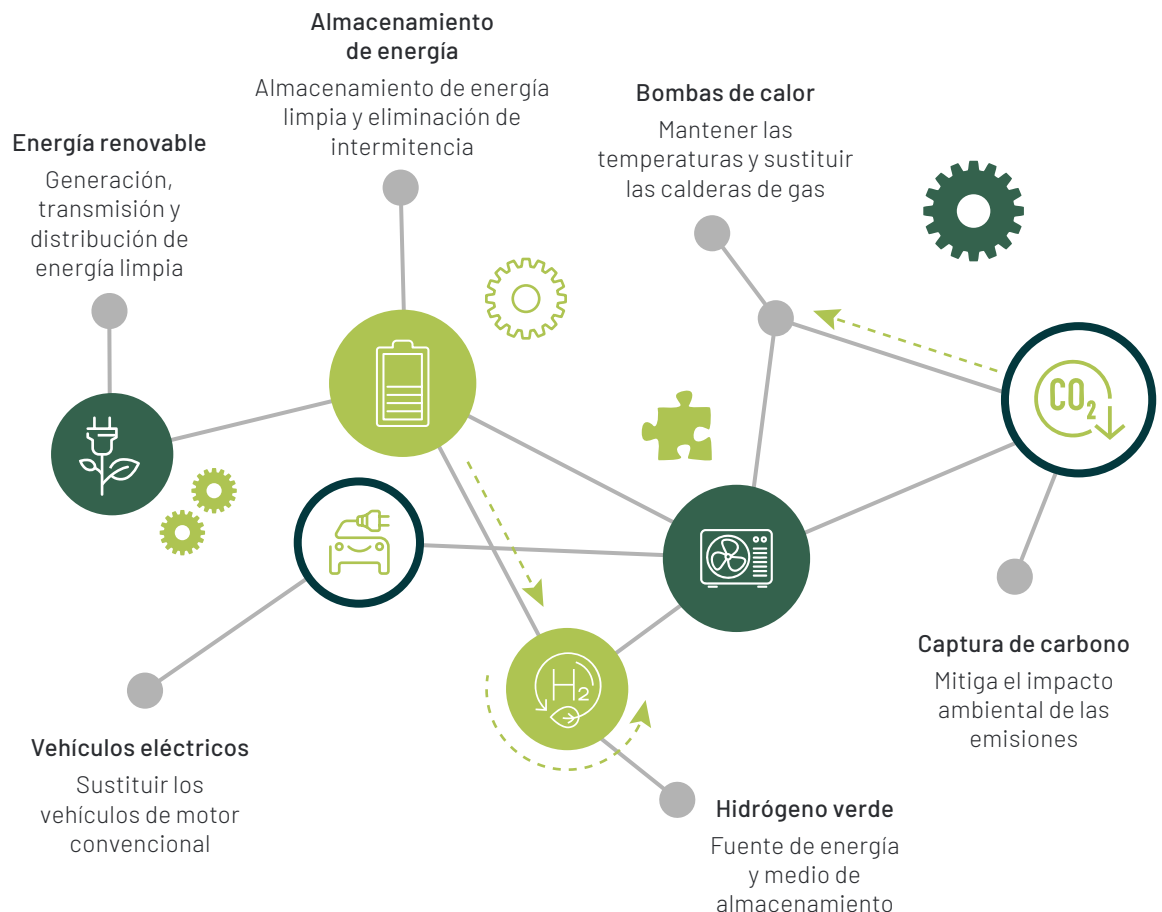 Almacenamiento
de energía
Almacenamiento de energía
limpia y eliminación de
intermitencia
Bombas de calor
Mantener las
temperaturas y sustituir
las calderas de gas
Energía renovable
Generación,
transmisión y
distribución de
energía limpia
CO₂
H₂
Vehículos eléctricos
Sustituir los
vehículos de motor
convencional
Captura de carbono
Mitiga el impacto
ambiental de las
emisiones
Hidrógeno verde
Fuente de energía
y medio de
almacenamiento